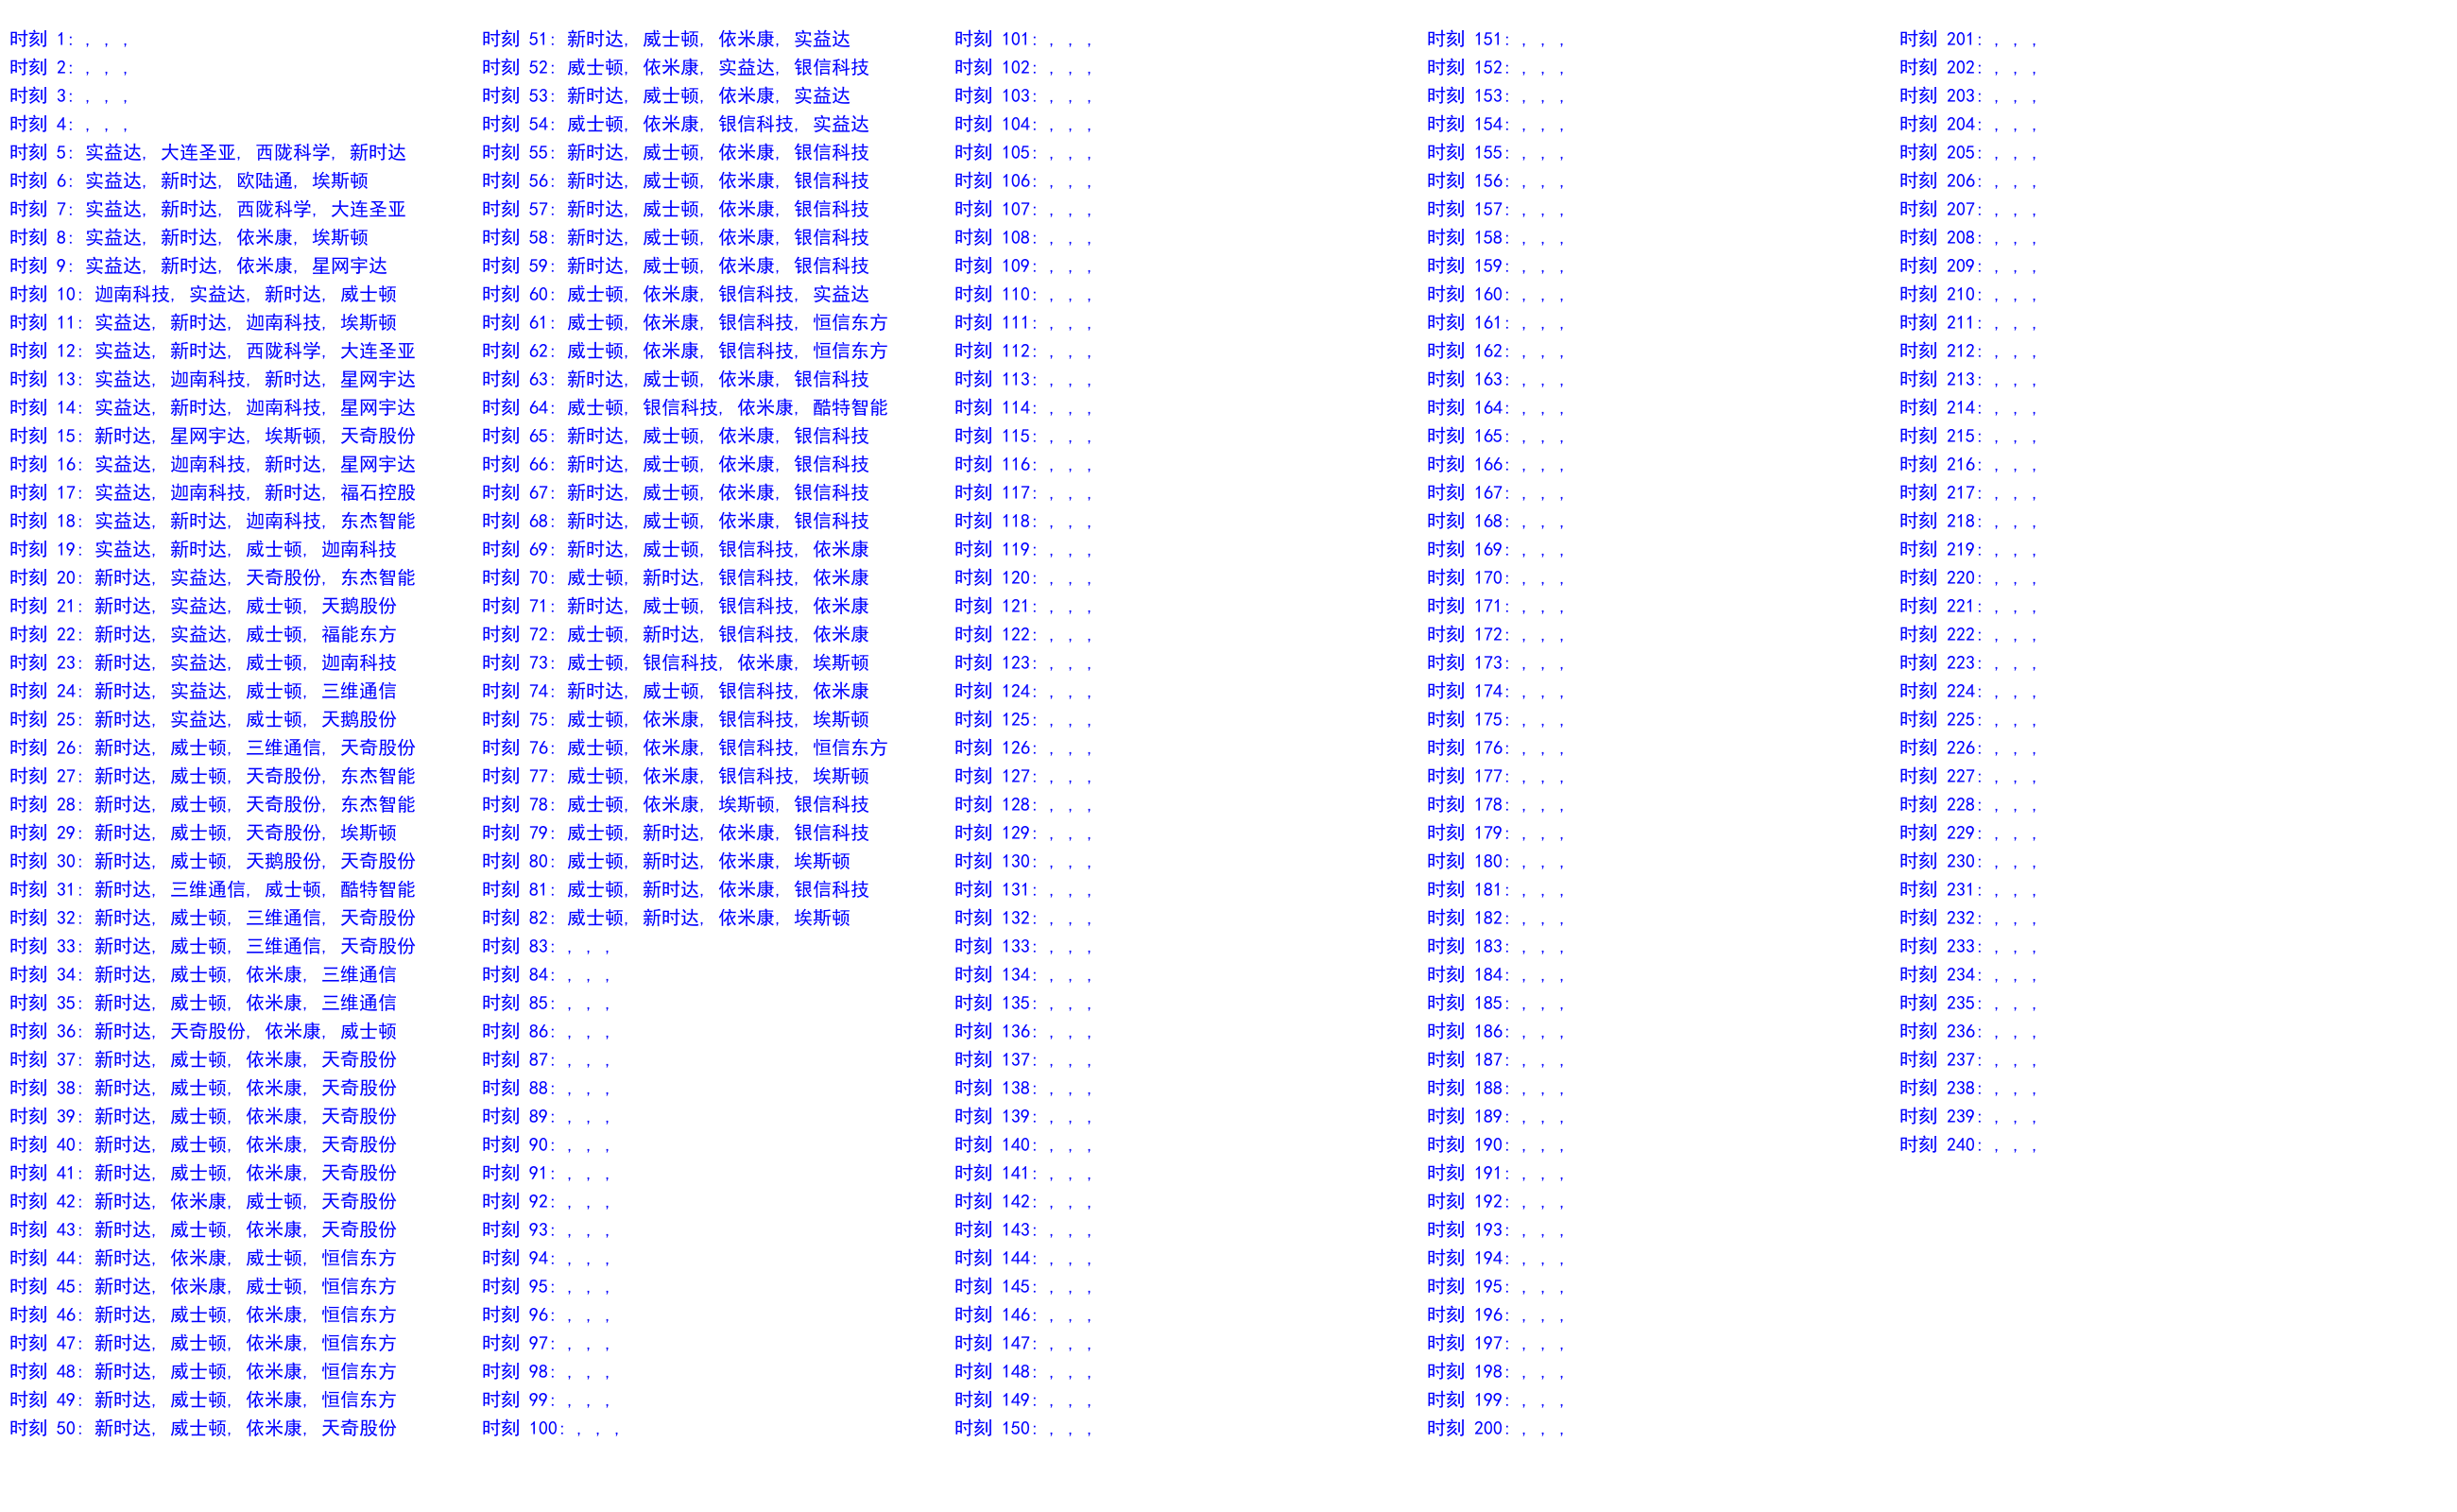 时刻 1: , , ,
时刻 2: , , ,
时刻 3: , , ,
时刻 4: , , ,
时刻 5: 实益达, 大连圣亚, 西陇科学, 新时达
时刻 6: 实益达, 新时达, 欧陆通, 埃斯顿
时刻 7: 实益达, 新时达, 西陇科学, 大连圣亚
时刻 8: 实益达, 新时达, 依米康, 埃斯顿
时刻 9: 实益达, 新时达, 依米康, 星网宇达
时刻 10: 迦南科技, 实益达, 新时达, 威士顿
时刻 11: 实益达, 新时达, 迦南科技, 埃斯顿
时刻 12: 实益达, 新时达, 西陇科学, 大连圣亚
时刻 13: 实益达, 迦南科技, 新时达, 星网宇达
时刻 14: 实益达, 新时达, 迦南科技, 星网宇达
时刻 15: 新时达, 星网宇达, 埃斯顿, 天奇股份
时刻 16: 实益达, 迦南科技, 新时达, 星网宇达
时刻 17: 实益达, 迦南科技, 新时达, 福石控股
时刻 18: 实益达, 新时达, 迦南科技, 东杰智能
时刻 19: 实益达, 新时达, 威士顿, 迦南科技
时刻 20: 新时达, 实益达, 天奇股份, 东杰智能
时刻 21: 新时达, 实益达, 威士顿, 天鹅股份
时刻 22: 新时达, 实益达, 威士顿, 福能东方
时刻 23: 新时达, 实益达, 威士顿, 迦南科技
时刻 24: 新时达, 实益达, 威士顿, 三维通信
时刻 25: 新时达, 实益达, 威士顿, 天鹅股份
时刻 26: 新时达, 威士顿, 三维通信, 天奇股份
时刻 27: 新时达, 威士顿, 天奇股份, 东杰智能
时刻 28: 新时达, 威士顿, 天奇股份, 东杰智能
时刻 29: 新时达, 威士顿, 天奇股份, 埃斯顿
时刻 30: 新时达, 威士顿, 天鹅股份, 天奇股份
时刻 31: 新时达, 三维通信, 威士顿, 酷特智能
时刻 32: 新时达, 威士顿, 三维通信, 天奇股份
时刻 33: 新时达, 威士顿, 三维通信, 天奇股份
时刻 34: 新时达, 威士顿, 依米康, 三维通信
时刻 35: 新时达, 威士顿, 依米康, 三维通信
时刻 36: 新时达, 天奇股份, 依米康, 威士顿
时刻 37: 新时达, 威士顿, 依米康, 天奇股份
时刻 38: 新时达, 威士顿, 依米康, 天奇股份
时刻 39: 新时达, 威士顿, 依米康, 天奇股份
时刻 40: 新时达, 威士顿, 依米康, 天奇股份
时刻 41: 新时达, 威士顿, 依米康, 天奇股份
时刻 42: 新时达, 依米康, 威士顿, 天奇股份
时刻 43: 新时达, 威士顿, 依米康, 天奇股份
时刻 44: 新时达, 依米康, 威士顿, 恒信东方
时刻 45: 新时达, 依米康, 威士顿, 恒信东方
时刻 46: 新时达, 威士顿, 依米康, 恒信东方
时刻 47: 新时达, 威士顿, 依米康, 恒信东方
时刻 48: 新时达, 威士顿, 依米康, 恒信东方
时刻 49: 新时达, 威士顿, 依米康, 恒信东方
时刻 50: 新时达, 威士顿, 依米康, 天奇股份
时刻 51: 新时达, 威士顿, 依米康, 实益达
时刻 52: 威士顿, 依米康, 实益达, 银信科技
时刻 53: 新时达, 威士顿, 依米康, 实益达
时刻 54: 威士顿, 依米康, 银信科技, 实益达
时刻 55: 新时达, 威士顿, 依米康, 银信科技
时刻 56: 新时达, 威士顿, 依米康, 银信科技
时刻 57: 新时达, 威士顿, 依米康, 银信科技
时刻 58: 新时达, 威士顿, 依米康, 银信科技
时刻 59: 新时达, 威士顿, 依米康, 银信科技
时刻 60: 威士顿, 依米康, 银信科技, 实益达
时刻 61: 威士顿, 依米康, 银信科技, 恒信东方
时刻 62: 威士顿, 依米康, 银信科技, 恒信东方
时刻 63: 新时达, 威士顿, 依米康, 银信科技
时刻 64: 威士顿, 银信科技, 依米康, 酷特智能
时刻 65: 新时达, 威士顿, 依米康, 银信科技
时刻 66: 新时达, 威士顿, 依米康, 银信科技
时刻 67: 新时达, 威士顿, 依米康, 银信科技
时刻 68: 新时达, 威士顿, 依米康, 银信科技
时刻 69: 新时达, 威士顿, 银信科技, 依米康
时刻 70: 威士顿, 新时达, 银信科技, 依米康
时刻 71: 新时达, 威士顿, 银信科技, 依米康
时刻 72: 威士顿, 新时达, 银信科技, 依米康
时刻 73: 威士顿, 银信科技, 依米康, 埃斯顿
时刻 74: 新时达, 威士顿, 银信科技, 依米康
时刻 75: 威士顿, 依米康, 银信科技, 埃斯顿
时刻 76: 威士顿, 依米康, 银信科技, 恒信东方
时刻 77: 威士顿, 依米康, 银信科技, 埃斯顿
时刻 78: 威士顿, 依米康, 埃斯顿, 银信科技
时刻 79: 威士顿, 新时达, 依米康, 银信科技
时刻 80: 威士顿, 新时达, 依米康, 埃斯顿
时刻 81: 威士顿, 新时达, 依米康, 银信科技
时刻 82: 威士顿, 新时达, 依米康, 埃斯顿
时刻 83: , , ,
时刻 84: , , ,
时刻 85: , , ,
时刻 86: , , ,
时刻 87: , , ,
时刻 88: , , ,
时刻 89: , , ,
时刻 90: , , ,
时刻 91: , , ,
时刻 92: , , ,
时刻 93: , , ,
时刻 94: , , ,
时刻 95: , , ,
时刻 96: , , ,
时刻 97: , , ,
时刻 98: , , ,
时刻 99: , , ,
时刻 100: , , ,
时刻 101: , , ,
时刻 102: , , ,
时刻 103: , , ,
时刻 104: , , ,
时刻 105: , , ,
时刻 106: , , ,
时刻 107: , , ,
时刻 108: , , ,
时刻 109: , , ,
时刻 110: , , ,
时刻 111: , , ,
时刻 112: , , ,
时刻 113: , , ,
时刻 114: , , ,
时刻 115: , , ,
时刻 116: , , ,
时刻 117: , , ,
时刻 118: , , ,
时刻 119: , , ,
时刻 120: , , ,
时刻 121: , , ,
时刻 122: , , ,
时刻 123: , , ,
时刻 124: , , ,
时刻 125: , , ,
时刻 126: , , ,
时刻 127: , , ,
时刻 128: , , ,
时刻 129: , , ,
时刻 130: , , ,
时刻 131: , , ,
时刻 132: , , ,
时刻 133: , , ,
时刻 134: , , ,
时刻 135: , , ,
时刻 136: , , ,
时刻 137: , , ,
时刻 138: , , ,
时刻 139: , , ,
时刻 140: , , ,
时刻 141: , , ,
时刻 142: , , ,
时刻 143: , , ,
时刻 144: , , ,
时刻 145: , , ,
时刻 146: , , ,
时刻 147: , , ,
时刻 148: , , ,
时刻 149: , , ,
时刻 150: , , ,
时刻 151: , , ,
时刻 152: , , ,
时刻 153: , , ,
时刻 154: , , ,
时刻 155: , , ,
时刻 156: , , ,
时刻 157: , , ,
时刻 158: , , ,
时刻 159: , , ,
时刻 160: , , ,
时刻 161: , , ,
时刻 162: , , ,
时刻 163: , , ,
时刻 164: , , ,
时刻 165: , , ,
时刻 166: , , ,
时刻 167: , , ,
时刻 168: , , ,
时刻 169: , , ,
时刻 170: , , ,
时刻 171: , , ,
时刻 172: , , ,
时刻 173: , , ,
时刻 174: , , ,
时刻 175: , , ,
时刻 176: , , ,
时刻 177: , , ,
时刻 178: , , ,
时刻 179: , , ,
时刻 180: , , ,
时刻 181: , , ,
时刻 182: , , ,
时刻 183: , , ,
时刻 184: , , ,
时刻 185: , , ,
时刻 186: , , ,
时刻 187: , , ,
时刻 188: , , ,
时刻 189: , , ,
时刻 190: , , ,
时刻 191: , , ,
时刻 192: , , ,
时刻 193: , , ,
时刻 194: , , ,
时刻 195: , , ,
时刻 196: , , ,
时刻 197: , , ,
时刻 198: , , ,
时刻 199: , , ,
时刻 200: , , ,
时刻 201: , , ,
时刻 202: , , ,
时刻 203: , , ,
时刻 204: , , ,
时刻 205: , , ,
时刻 206: , , ,
时刻 207: , , ,
时刻 208: , , ,
时刻 209: , , ,
时刻 210: , , ,
时刻 211: , , ,
时刻 212: , , ,
时刻 213: , , ,
时刻 214: , , ,
时刻 215: , , ,
时刻 216: , , ,
时刻 217: , , ,
时刻 218: , , ,
时刻 219: , , ,
时刻 220: , , ,
时刻 221: , , ,
时刻 222: , , ,
时刻 223: , , ,
时刻 224: , , ,
时刻 225: , , ,
时刻 226: , , ,
时刻 227: , , ,
时刻 228: , , ,
时刻 229: , , ,
时刻 230: , , ,
时刻 231: , , ,
时刻 232: , , ,
时刻 233: , , ,
时刻 234: , , ,
时刻 235: , , ,
时刻 236: , , ,
时刻 237: , , ,
时刻 238: , , ,
时刻 239: , , ,
时刻 240: , , ,